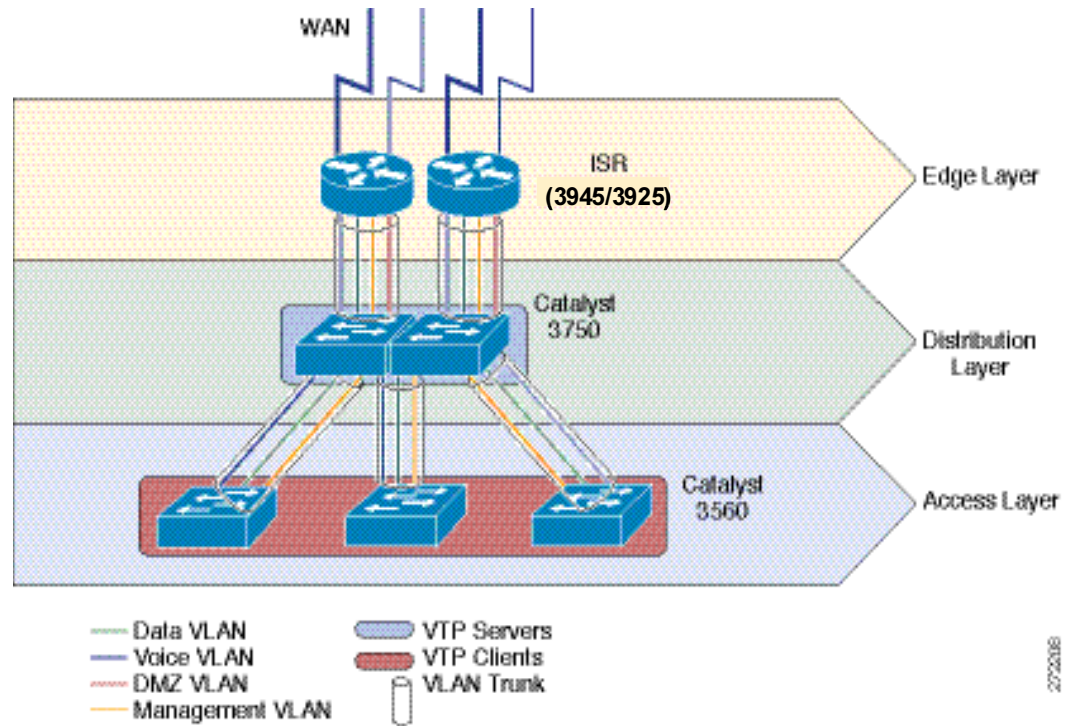 WAN
ISR
(3945/3925)
Edge Layer
Catalyst
3750
Distribution
Layer
Catalyst
3560
Access Layer
Data VLAN
Voice VLAN
DMZ VLAN
Management VLAN
VTP Servers
VTP Clients
VLAN Trunk
272208